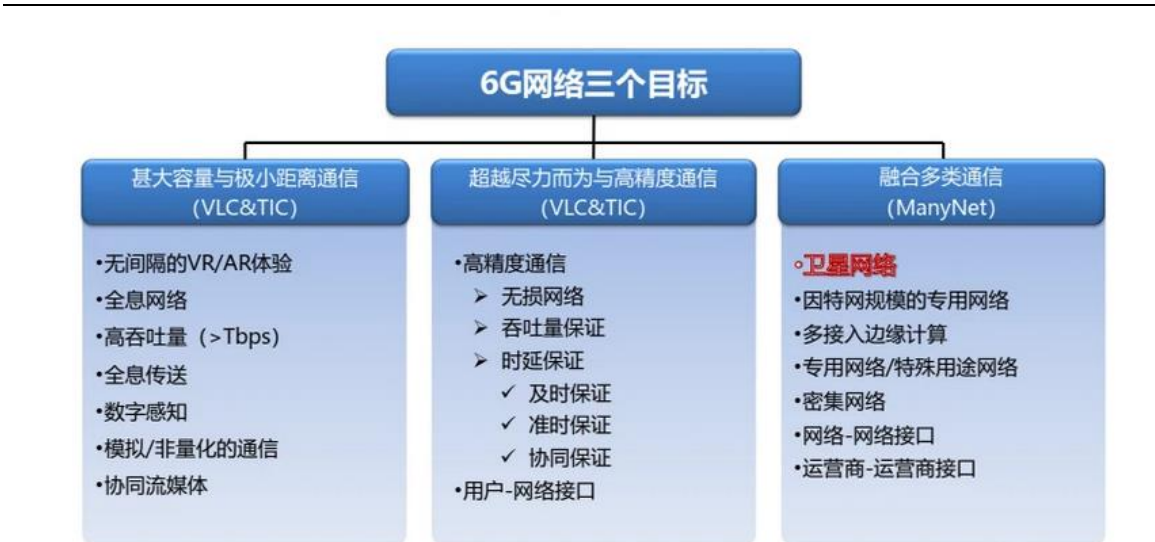 6G网络三个目标
甚大容量与极小距离通信
(VLC&TIC)
•无间隔的VR/AR体验
•全息网络
•高吞吐量（>Tbps）
•全息传送
•数字感知
•模拟/非量化的通信
•协同流媒体
超越尽力而为与高精度通信
(VLC&TIC)
•高精度通信
➢ 无损网络
➢ 吞吐量保证
➢ 时延保证
✓ 及时保证
✓ 准时保证
✓ 协同保证
•用户-网络接口
融合多类通信
(ManyNet)
•卫星网络
•因特网规模的专用网络
•多接入边缘计算
•专用网络/特殊用途网络
•密集网络
•网络-网络接口
•运营商-运营商接口